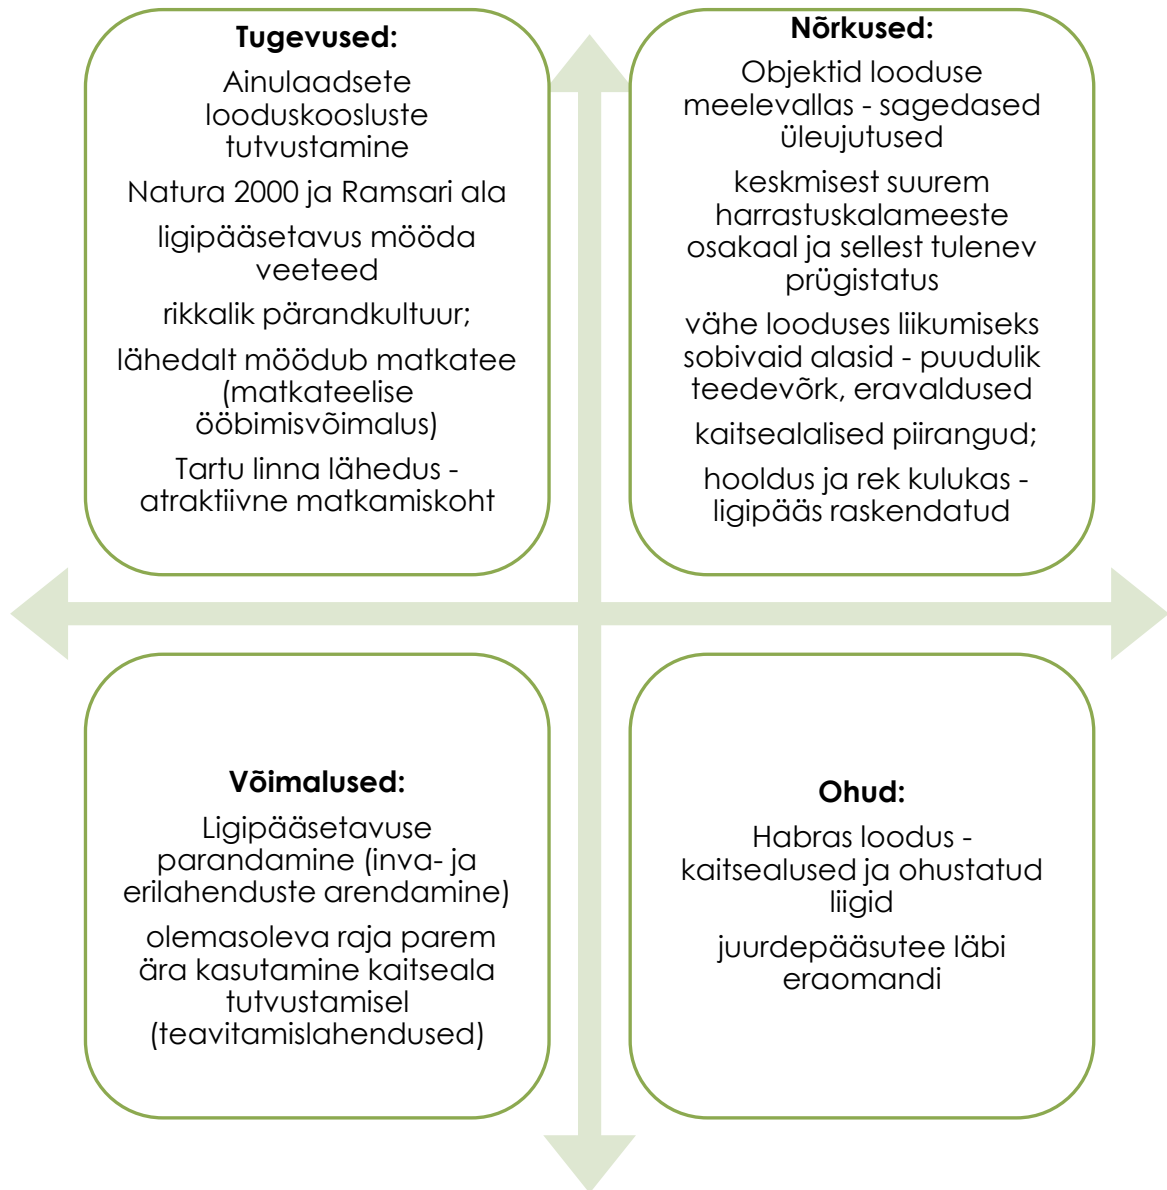 Tugevused:
Ainulaadsete
looduskoosluste
tutvustamine
Natura 2000 ja Ramsari ala
ligipääsetavus mööda
veeteed
rikkalik pärandkultuur;
lähedalt möödub matkatee
(matkateelise
ööbimisvõimalus)
Tartu linna lähedus -
atraktiivne matkamiskoht
Nõrkused:
Objektid looduse
meelevallas - sagedased
üleujutused
keskmisest suurem
harrastuskalameeste
osakaal ja sellest tulenev
prügistatus
vähe looduses liikumiseks
sobivaid alasid - puudulik
teedevõrk, eravaldused
kaitsealalised piirangud;
hooldus ja rek kulukas -
ligipääs raskendatud
Võimalused:
Ligipääsetavuse
parandamine (inva- ja
erilahenduste arendamine)
olemasoleva raja parem
ära kasutamine kaitseala
tutvustamisel
(teavitamislahendused)
Ohud:
Habras loodus -
kaitsealused ja ohustatud
liigid
juurdepääsutee läbi
eraomandi